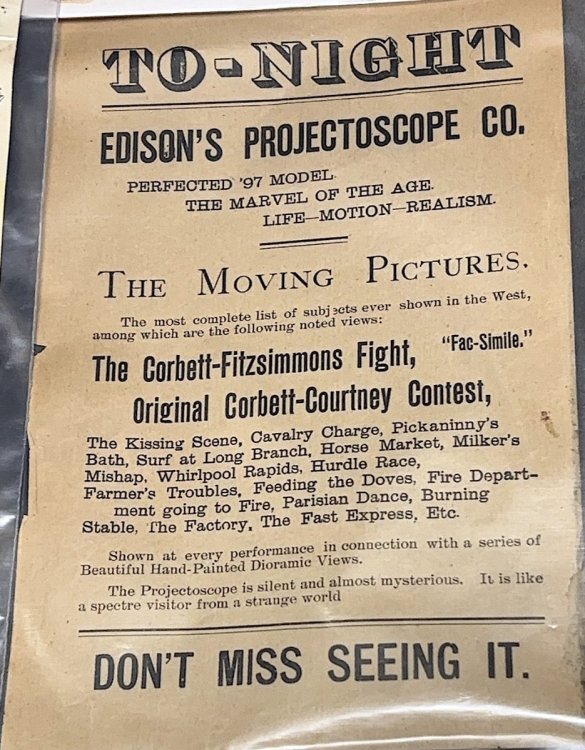 TO-NIGHT
EDISON'S PROJECTOSCOPE CO.
PERFECTED '97 MODEL.
THE MARVEL OF THE AGE.
LIFE—MOTION—REALISM.
THE MOVING PICTURES.
The most complete list of subjects ever shown in the West,
among which are the following noted views:
The Corbett-Fitzsimmons Fight, "Fac-Simile."
Original Corbett-Courtney Contest,
The Kissing Scene, Cavalry Charge, Pickaninny's
Bath, Surf at Long Branch, Horse Market, Milker's
Mishap, Whirlpool Rapids, Hurdle Race,
Farmer's Troubles, Feeding the Doves, Fire Depart-
ment going to Fire, Parisian Dance, Burning
Stable, The Factory, The Fast Express, Etc.
Shown at every performance in connection with a series of
Beautiful Hand-Painted Dioramic Views.
The Projectoscope is silent and almost mysterious. It is like
a spectre visitor from a strange world
DON'T MISS SEEING IT.